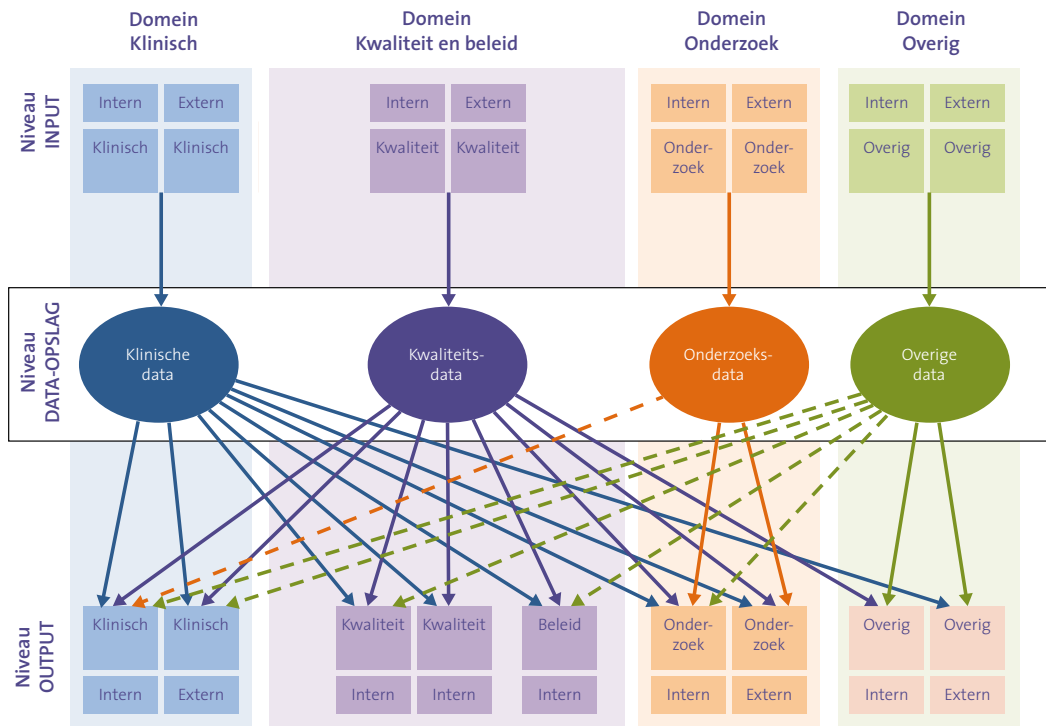 Domein
Klinisch
Domein
Kwaliteit en beleid
Domein
Onderzoek
Domein
Overig
Niveau
INPUT
Intern Extern
Klinisch Klinisch
Intern Extern
Kwaliteit Kwaliteit
Intern Extern
Onder-
zoek
Onder-
zoek
Intern Extern
Overig Overig
Niveau
DATA-OPSLAG
Klinische
data
Kwaliteits-
data
Onderzoeks-
data
Overige
data
Niveau
OUTPUT
Klinisch Klinisch
Intern Extern
Kwaliteit Kwaliteit Beleid
Intern Intern Intern
Onder-
zoek
Onder-
zoek
Intern Extern
Overig Overig
Intern Extern